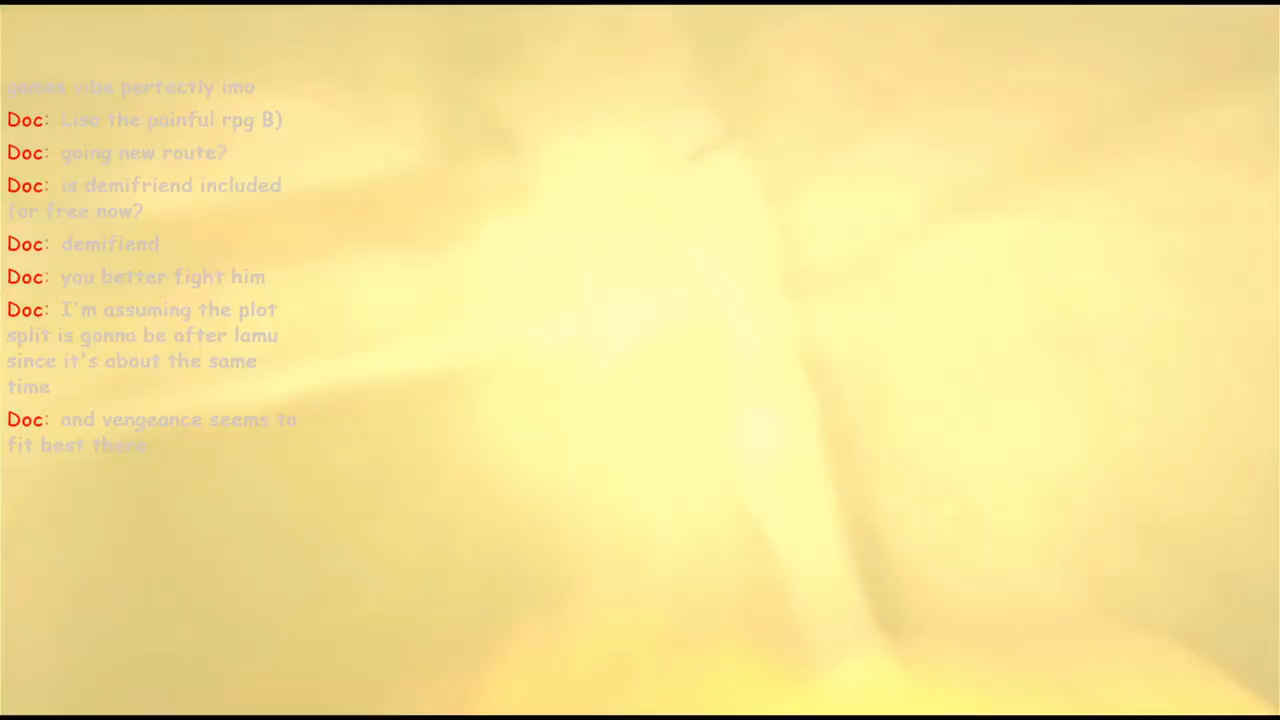 perfectly imo
Doc: Lisa the painful rpg B)
Doc: going new route?
Doc: is demifriend included
for free now?
Doc: demifiend
Doc: you better fight him
Doc: I'm assuming the plot
split is gonna be after lamu
since it's about the same
time
Doc: and vengeance seems to
fit best there